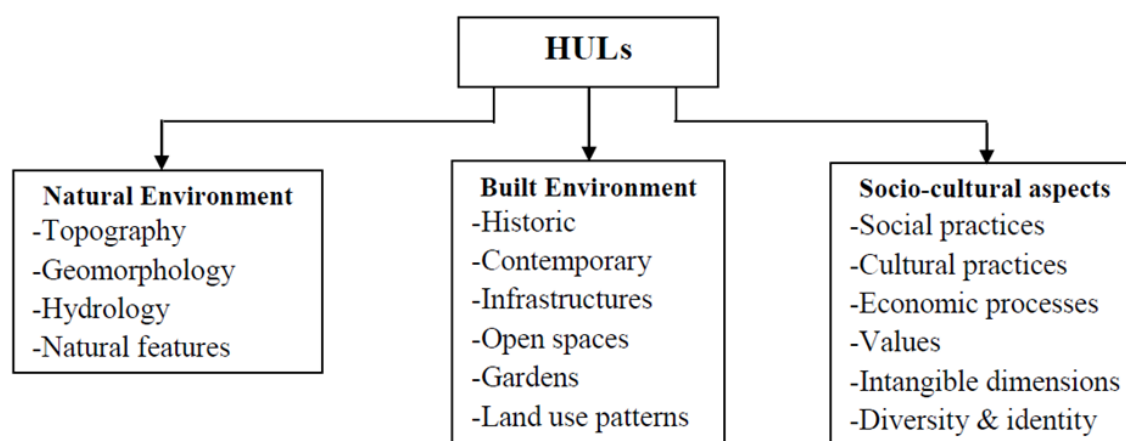 HULs
Natural Environment
-Topography
-Geomorphology
-Hydrology
-Natural features
Built Environment
-Historic
-Contemporary
-Infrastructures
-Open spaces
-Gardens
-Land use patterns
Socio-cultural aspects
-Social practices
-Cultural practices
-Economic processes
-Values
-Intangible dimensions
-Diversity & identity